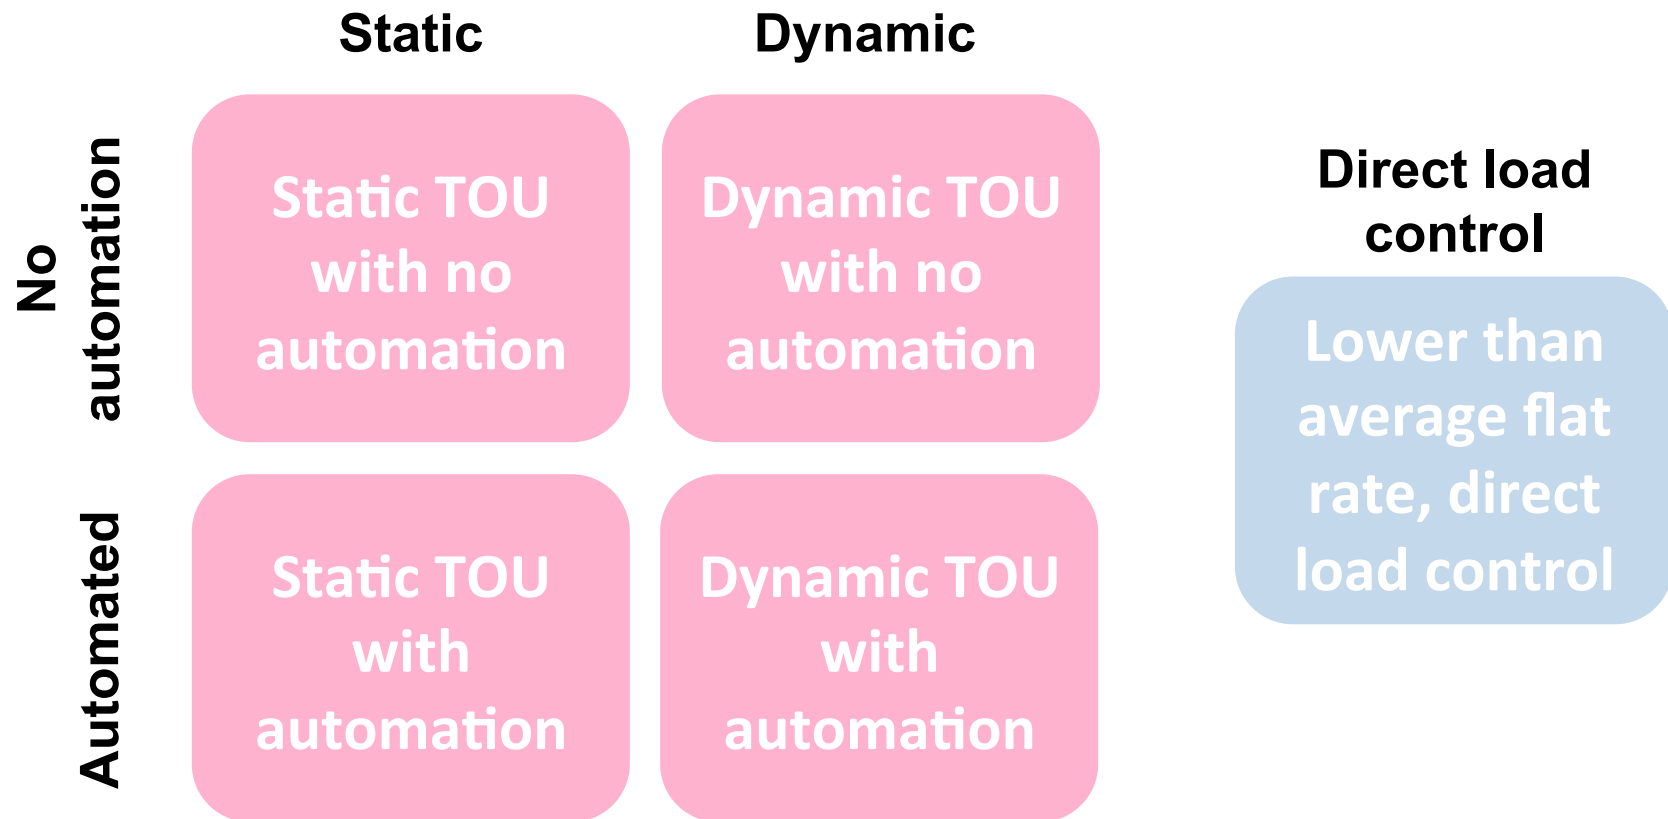 Static
Dynamic
No
automation
Static TOU
with no
automation
Dynamic TOU
with no
automation
Direct load
control
Lower than
average flat
rate, direct
load control
Automated
Static TOU
with
automation
Dynamic TOU
with
automation